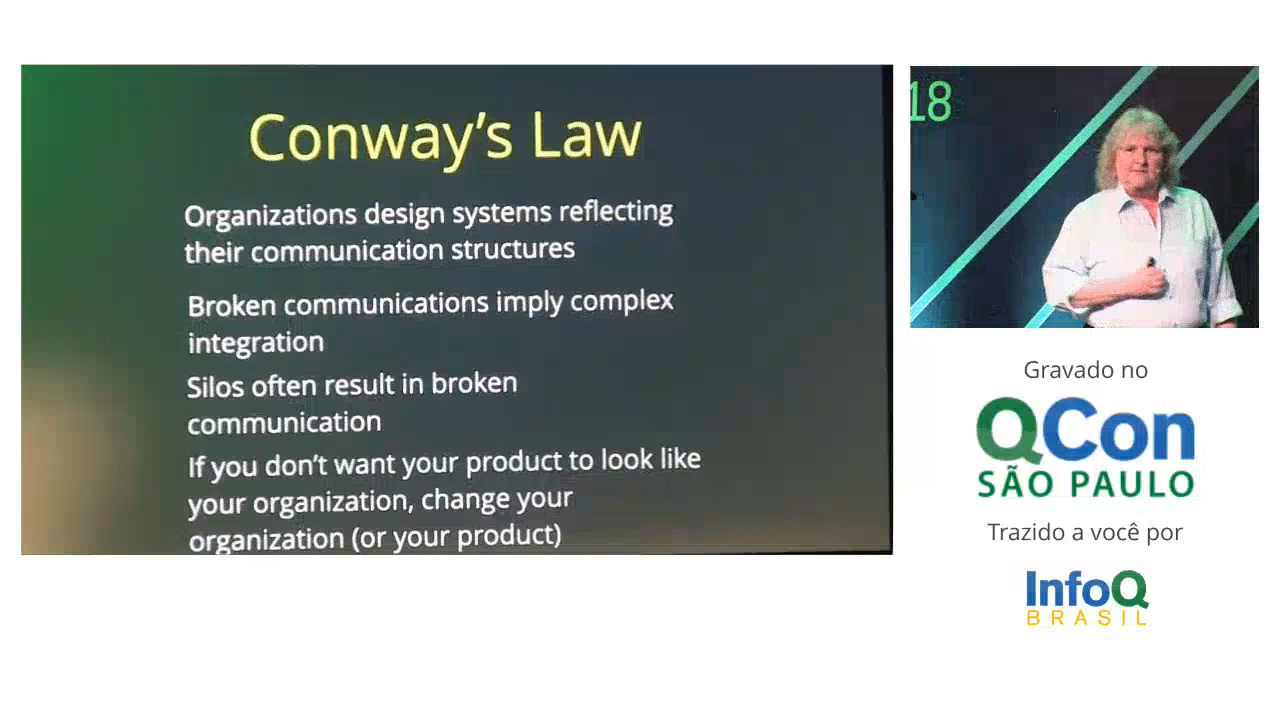 Conway's Law
Organizations design systems reflecting
their communication structures
Broken communications imply complex
integration
Silos often result in broken
communication
If you don't want your product to look like
your organization, change your
organization (or your product)
18
Gravado no
QCon
SÃO PAULO
Trazido a você por
InfoQ
BRASIL